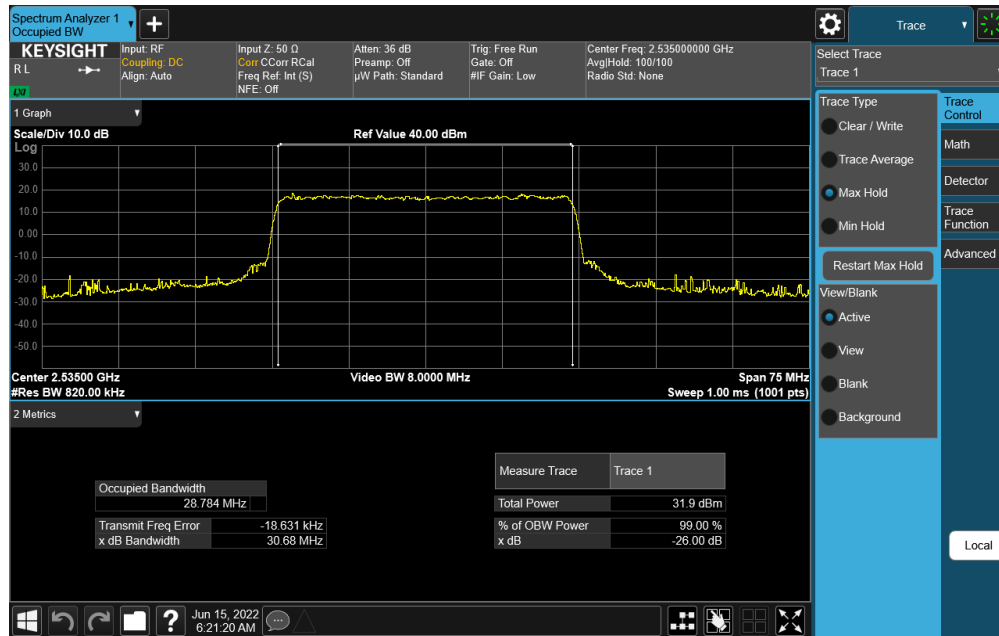 Spectrum Analyzer 1
Occupied BW
Trace
KEYSIGHT
R L
LXI
Input: RF
Coupling: DC
Align: Auto
Input Z: 50 Ω
Corr CCorr RCal
Freq Ref: Int (S)
NFE: Off
Atten: 36 dB
Preamp: Off
µW Path: Standard
Trig: Free Run
Gate: Off
#IF Gain: Low
Center Freq: 2.535000000 GHz
Avg|Hold: 100/100
Radio Std: None
Select Trace
Trace 1
1 Graph
Scale/Div 10.0 dB
Ref Value 40.00 dBm
Log
30.0
20.0
10.0
0.00
-10.0
-20.0
-30.0
-40.0
-50.0
Center 2.53500 GHz
#Res BW 820.00 kHz
Video BW 8.0000 MHz
Span 75 MHz
Sweep 1.00 ms (1001 pts)
Trace Type
Clear / Write
Trace Average
Max Hold
Min Hold
Restart Max Hold
View/Blank
Active
View
Blank
Background
Trace
Control
Math
Detector
Trace
Function
Advanced
Local
2 Metrics
Occupied Bandwidth
28.784 MHz
Transmit Freq Error -18.631 kHz
x dB Bandwidth 30.68 MHz
Measure Trace Trace 1
Total Power 31.9 dBm
% of OBW Power 99.00 %
x dB -26.00 dB
Jun 15, 2022
6:21:20 AM